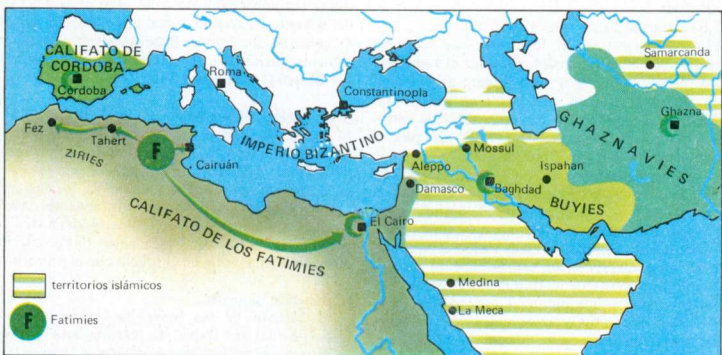 CALIFATO DE
CORDOBA
Córdoba
Roma
Constantinopla
Samarcanda
Fez
Tahert
ZIRIES
F
Cairuán
IMPERIO BIZANTINO
Aleppo
Mossul
Ispahan
Ghazna
GHAZNAVIES
Damasco
Baghdad
BUYIES
CALIFATO DE LOS FATIMIES
El Cairo
Medina
La Meca
territorios islámicos
F Fatimies